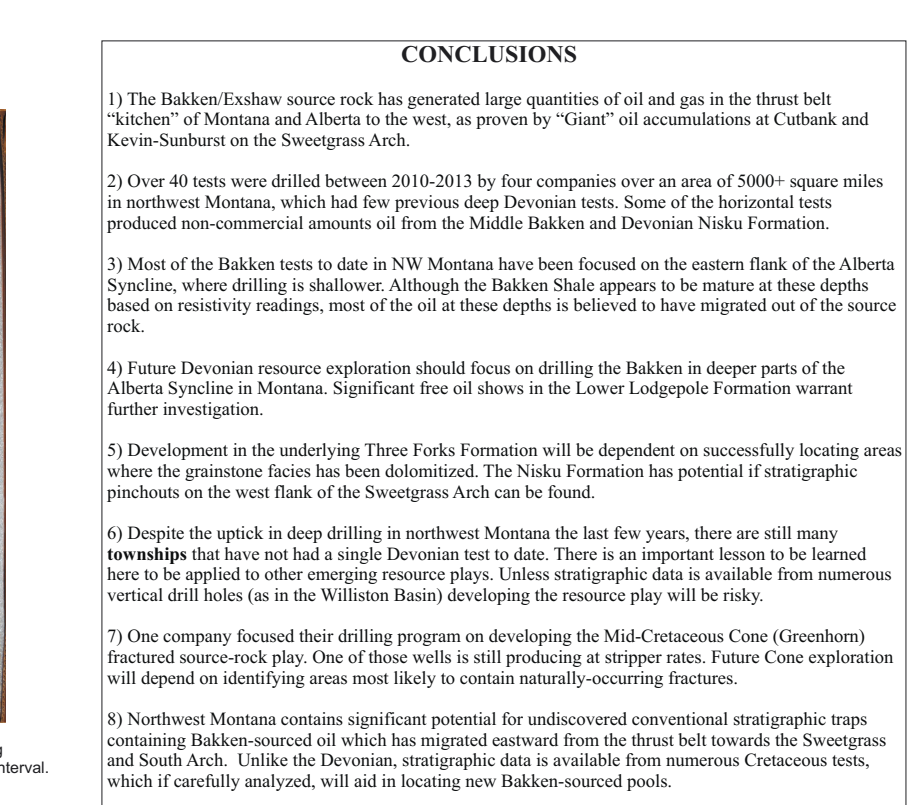 CONCLUSIONS
1) The Bakken/Exshaw source rock has generated large quantities of oil and gas in the thrust belt
“kitchen” of Montana and Alberta to the west, as proven by “Giant” oil accumulations at Cutbank and
Kevin-Sunburst on the Sweetgrass Arch.
2) Over 40 tests were drilled between 2010-2013 by four companies over an area of 5000+ square miles
in northwest Montana, which had few previous deep Devonian tests. Some of the horizontal tests
produced non-commercial amounts oil from the Middle Bakken and Devonian Nisku Formation.
3) Most of the Bakken tests to date in NW Montana have been focused on the eastern flank of the Alberta
Syncline, where drilling is shallower. Although the Bakken Shale appears to be mature at these depths
based on resistivity readings, most of the oil at these depths is believed to have migrated out of the source
rock.
4) Future Devonian resource exploration should focus on drilling the Bakken in deeper parts of the
Alberta Syncline in Montana. Significant free oil shows in the Lower Lodgepole Formation warrant
further investigation.
5) Development in the underlying Three Forks Formation will be dependent on successfully locating areas
where the grainstone facies has been dolomitized. The Nisku Formation has potential if stratigraphic
pinchouts on the west flank of the Sweetgrass Arch can be found.
6) Despite the uptick in deep drilling in northwest Montana the last few years, there are still many
townships that have not had a single Devonian test to date. There is an important lesson to be learned
here to be applied to other emerging resource plays. Unless stratigraphic data is available from numerous
vertical drill holes (as in the Williston Basin) developing the resource play will be risky.
7) One company focused their drilling program on developing the Mid-Cretaceous Cone (Greenhorn)
fractured source-rock play. One of those wells is still producing at stripper rates. Future Cone exploration
will depend on identifying areas most likely to contain naturally-occurring fractures.
8) Northwest Montana contains significant potential for undiscovered conventional stratigraphic traps
containing Bakken-sourced oil which has migrated eastward from the thrust belt towards the Sweetgrass
and South Arch. Unlike the Devonian, stratigraphic data is available from numerous Cretaceous tests,
which if carefully analyzed, will aid in locating new Bakken-sourced pools.